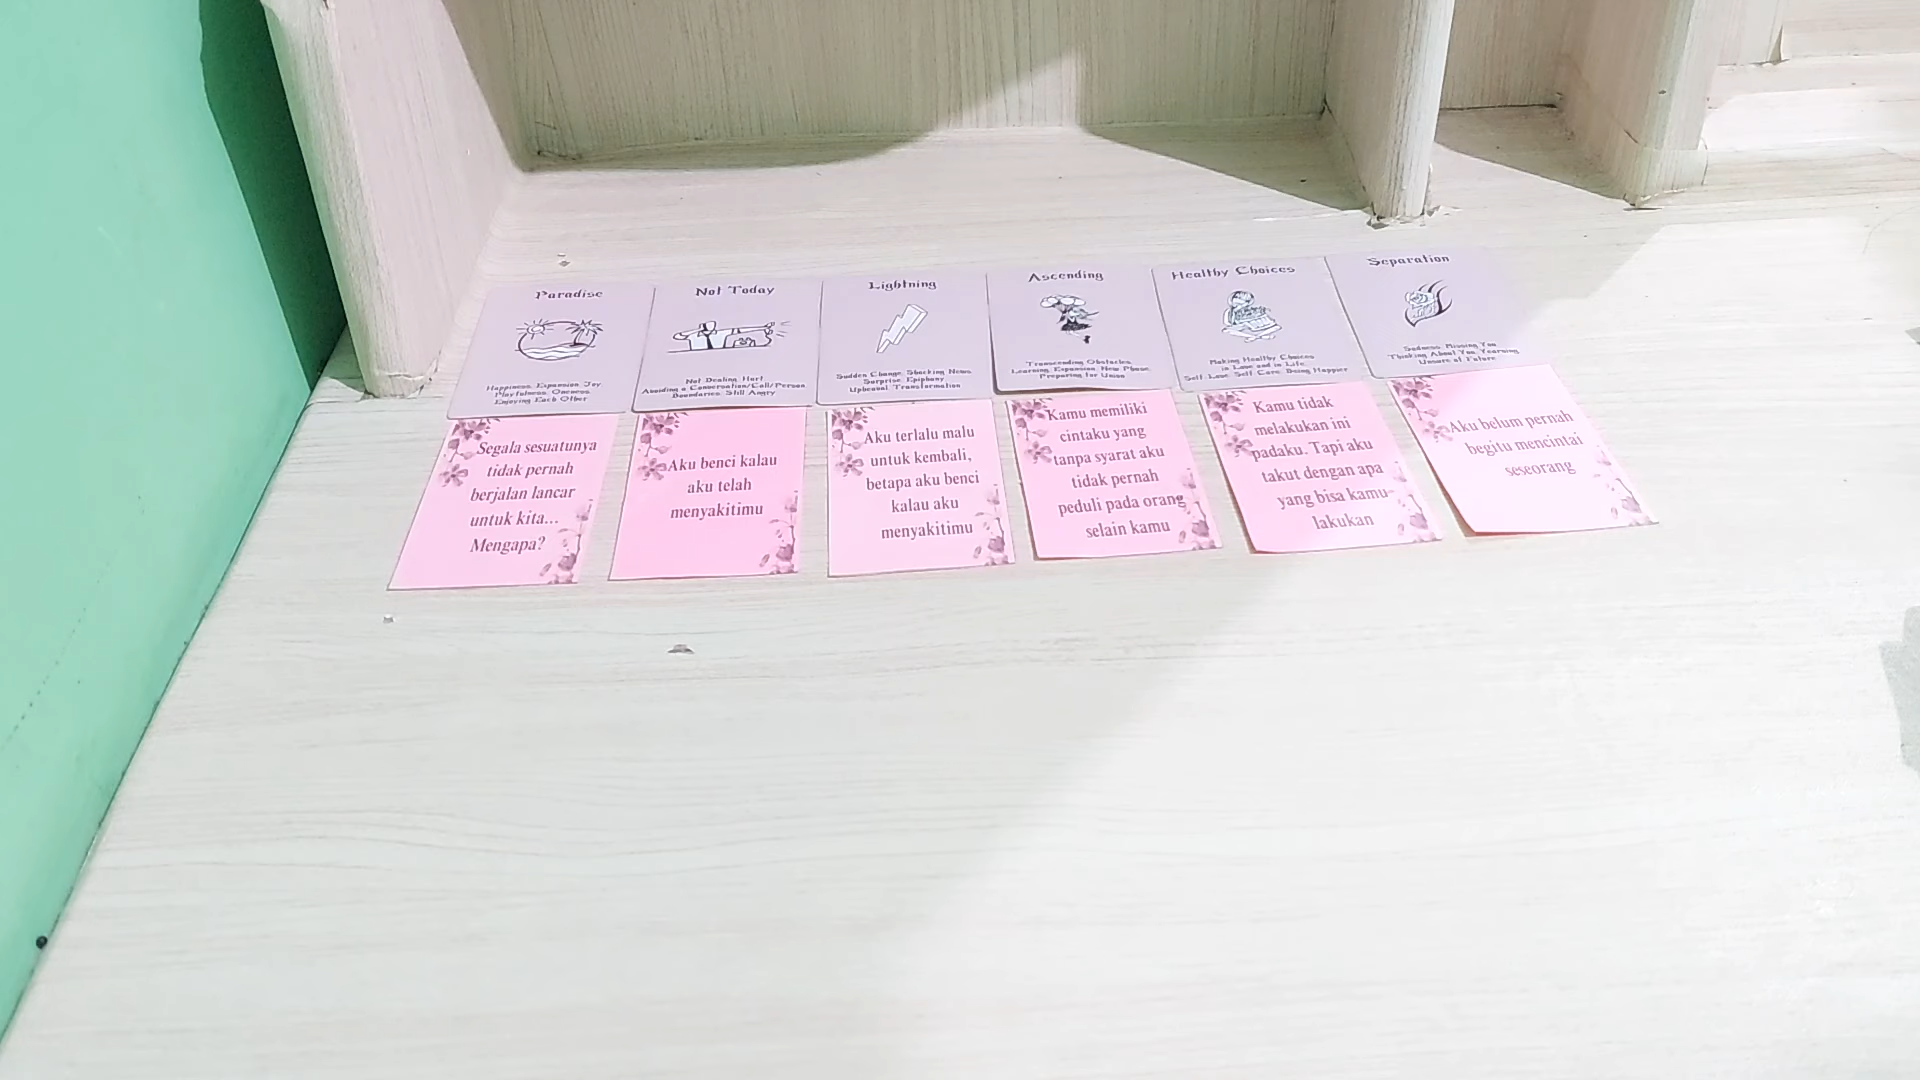 Paradise
Happiness. Expansion. Joy.
Playfulness. Oneness.
Enjoying Each Other
Not Today
Not Dealing. Hurt
Avoiding a Conversation/Call/Person
Boundaries. Still Angry
Lightning
Sudden Change. Shocking News
Surprise. Epiphany
Upheaval. Transformation
Ascending
Transcending Obstacles
Learning. Expansion. New Phase.
Preparing for Union
Healthy Choices
Making Healthy Choices
in Love and in Life.
Self Love. Self Care. Being Happier
Separation
Sadness. Missing You
Thinking About You. Yearning.
Unsure of Future
Segala sesuatunya
tidak pernah
berjalan lancar
untuk kita...
Mengapa?
Aku benci kalau
aku telah
menyakitimu
Aku terlalu malu
untuk kembali,
betapa aku benci
kalau aku
menyakitimu
Kamu memiliki
cintaku yang
tanpa syarat aku
tidak pernah
peduli pada orang
selain kamu
Kamu tidak
melakukan ini
padaku. Tapi aku
takut dengan apa
yang bisa kamu
lakukan
Aku belum pernah
begitu mencintai
seseorang